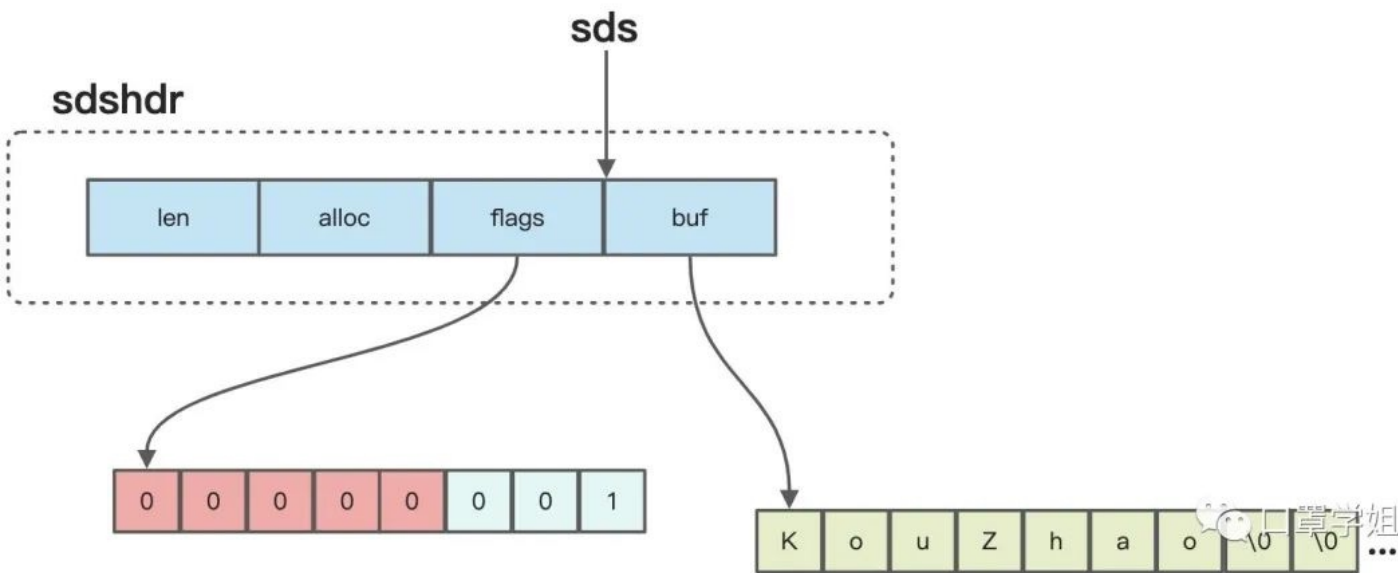 sds
sdshdr
len alloc flags buf
0 0 0 0 0 0 0 1
K o u Z h a o \0 \0 ...
口罩学姐